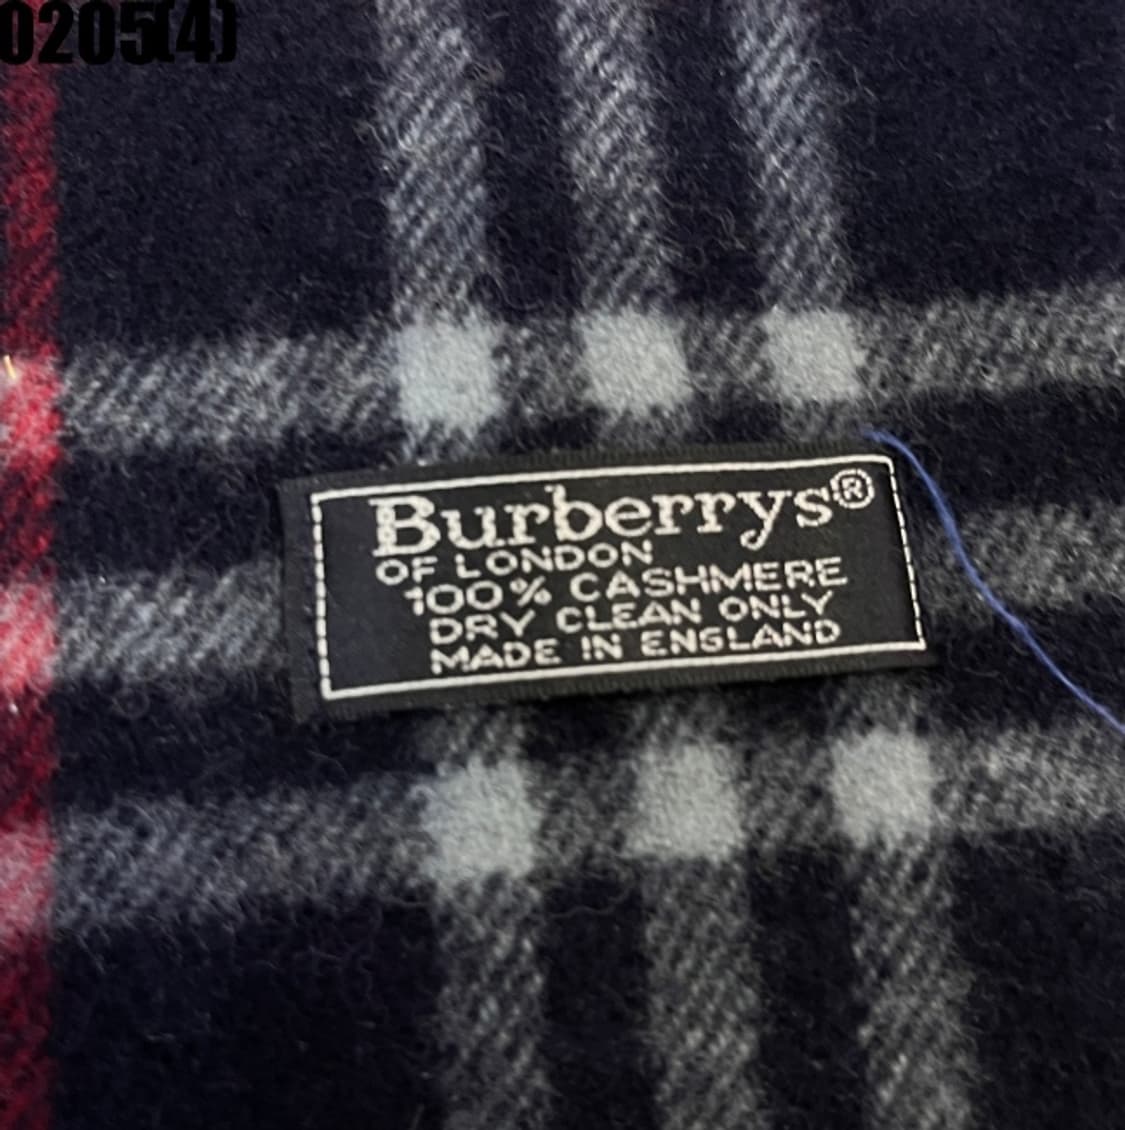 0205(4)
Burberrys®
OF LONDON
100% CASHMERE
DRY CLEAN ONLY
MADE IN ENGLAND